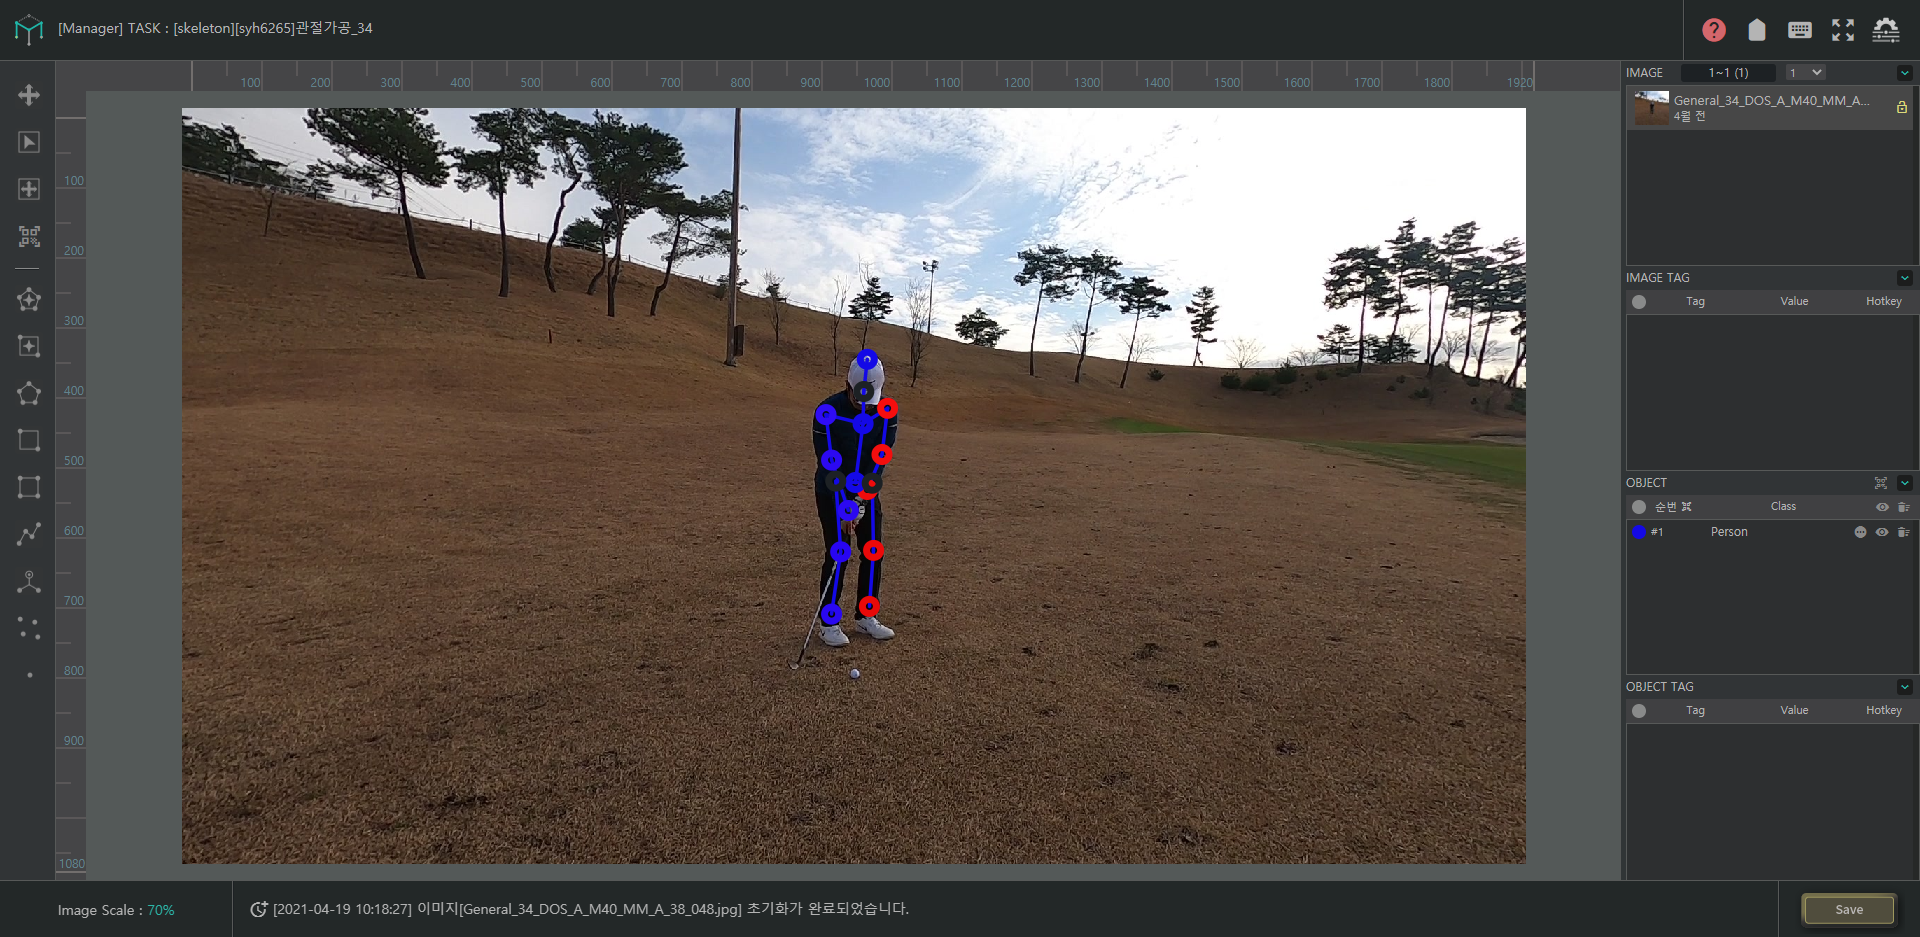 [Manager] TASK : [skeleton][syh6265]관절가공_34
100 200 300 400 500 600 700 800 900 1000 1100 1200 1300 1400 1500 1600 1700 1800 1920
100
200
300
400
500
600
700
800
900
1080
IMAGE 1~1 (1) 1
General_34_DOS_A_M40_MM_A...
4월 전
IMAGE TAG
Tag Value Hotkey
OBJECT
순번 Class
#1 Person
OBJECT TAG
Tag Value Hotkey
Image Scale : 70%
[2021-04-19 10:18:27] 이미지[General_34_DOS_A_M40_MM_A_38_048.jpg] 초기화가 완료되었습니다.
Save